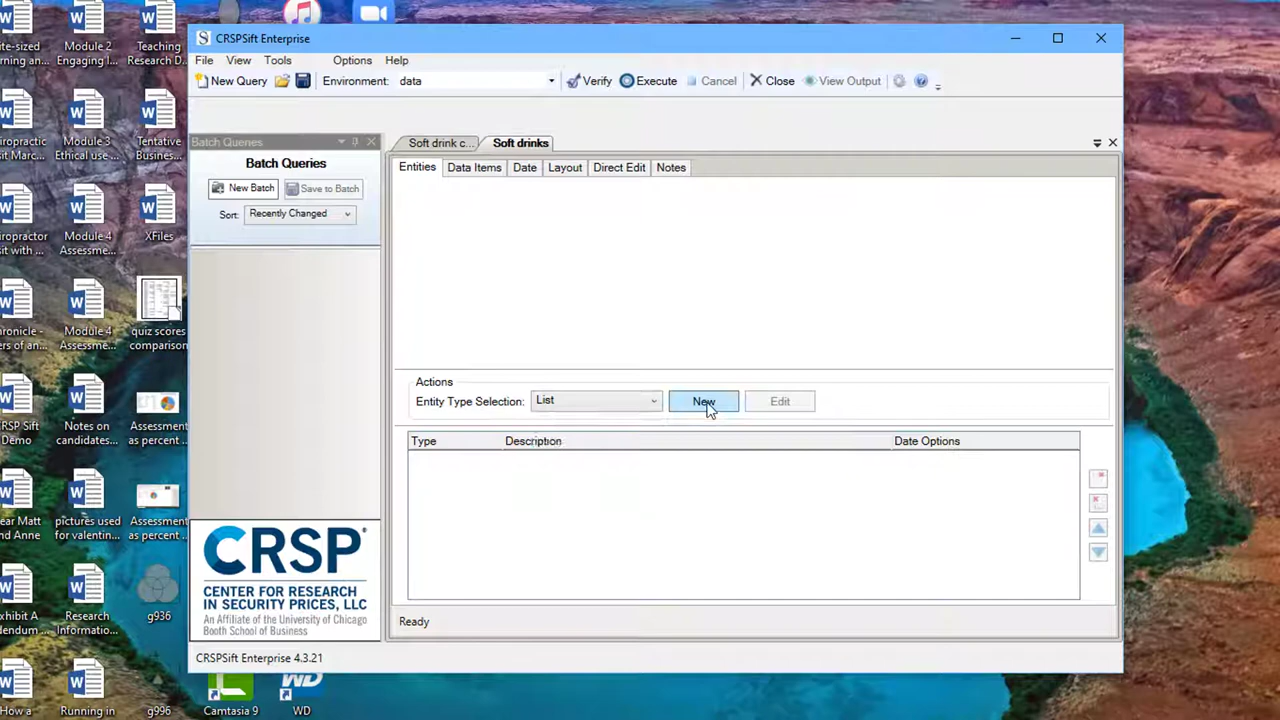 CRSPSift Enterprise
File View Tools Options Help
New Query Environment: data Verify Execute Cancel Close View Output
Batch Queries
Batch Queries
New Batch Save to Batch
Sort: Recently Changed
Soft drink c... Soft drinks
Entities Data Items Date Layout Direct Edit Notes
Actions
Entity Type Selection: List New Edit
Type Description Date Options
CRSP®
CENTER FOR RESEARCH
IN SECURITY PRICES, LLC
An Affiliate of the University of Chicago
Booth School of Business
Ready
CRSPSift Enterprise 4.3.21
Module 2
Engaging I...
Teaching
Research D...
Module 3
Ethical use ...
Tentative
Business...
Module 4
Assessme...
XFiles
Module 4
Assessme...
quiz scores
comparison
Demo
Notes on
candidates...
Assessment
as percent ...
pictures used
for valentin...
Assessment
as percent ...
Research
Informatio...
g936
Running in
g996
Camtasia 9
WD